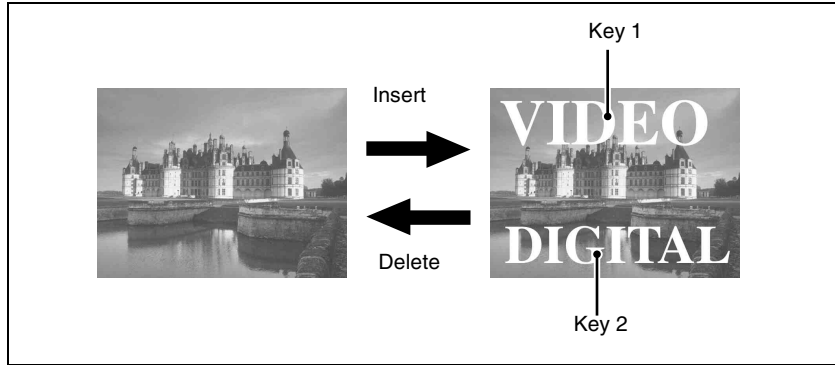 Key 1
Insert
VIDEO
Delete
DIGITAL
Key 2